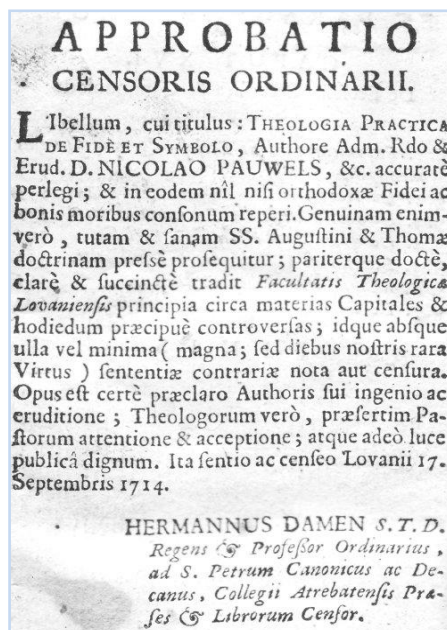 APPROBATIO
CENSORIS ORDINARII.
LIbellum, cui titulus: THEOLOGIA PRACTICA
DE FIDE ET SYMBOLO, Authore Adm. Rdo &
Erud. D. NICOLAO PAUWELS, &c. accuratè
perlegi; & in eodem nîl niſi orthodoxæ Fidei ac
bonis moribus conſonum reperi. Genuinam enim-
verò, tutam & ſanam SS. Auguſtini & Thomæ
doctrinam preſsè proſequitur; pariterque doctè,
clarè & ſuccinctè tradit Facultatis Theologicæ
Lovanienſis principia circa materias Capitales &
hodiedum præcipuè controverſas; idque abſque
ulla vel minima (magna; ſed diebus noſtris rara
Virtus) ſententiæ contrariæ nota aut cenſura.
Opus eſt certè præclaro Authoris ſui ingenio ac
eruditione; Theologorum verò, præſertim Pa-
ſtorum attentione & acceptione; atque adeò luce
publicâ dignum. Ita ſentio ac cenſeo Lovanii 17.
Septembris 1714.
HERMANNUS DAMEN S. T. D.
Regens & Profeſſor Ordinarius,
ad S. Petrum Canonicus ac De-
canus, Collegii Atrebatenſis Præ-
ſes & Librorum Cenſor.